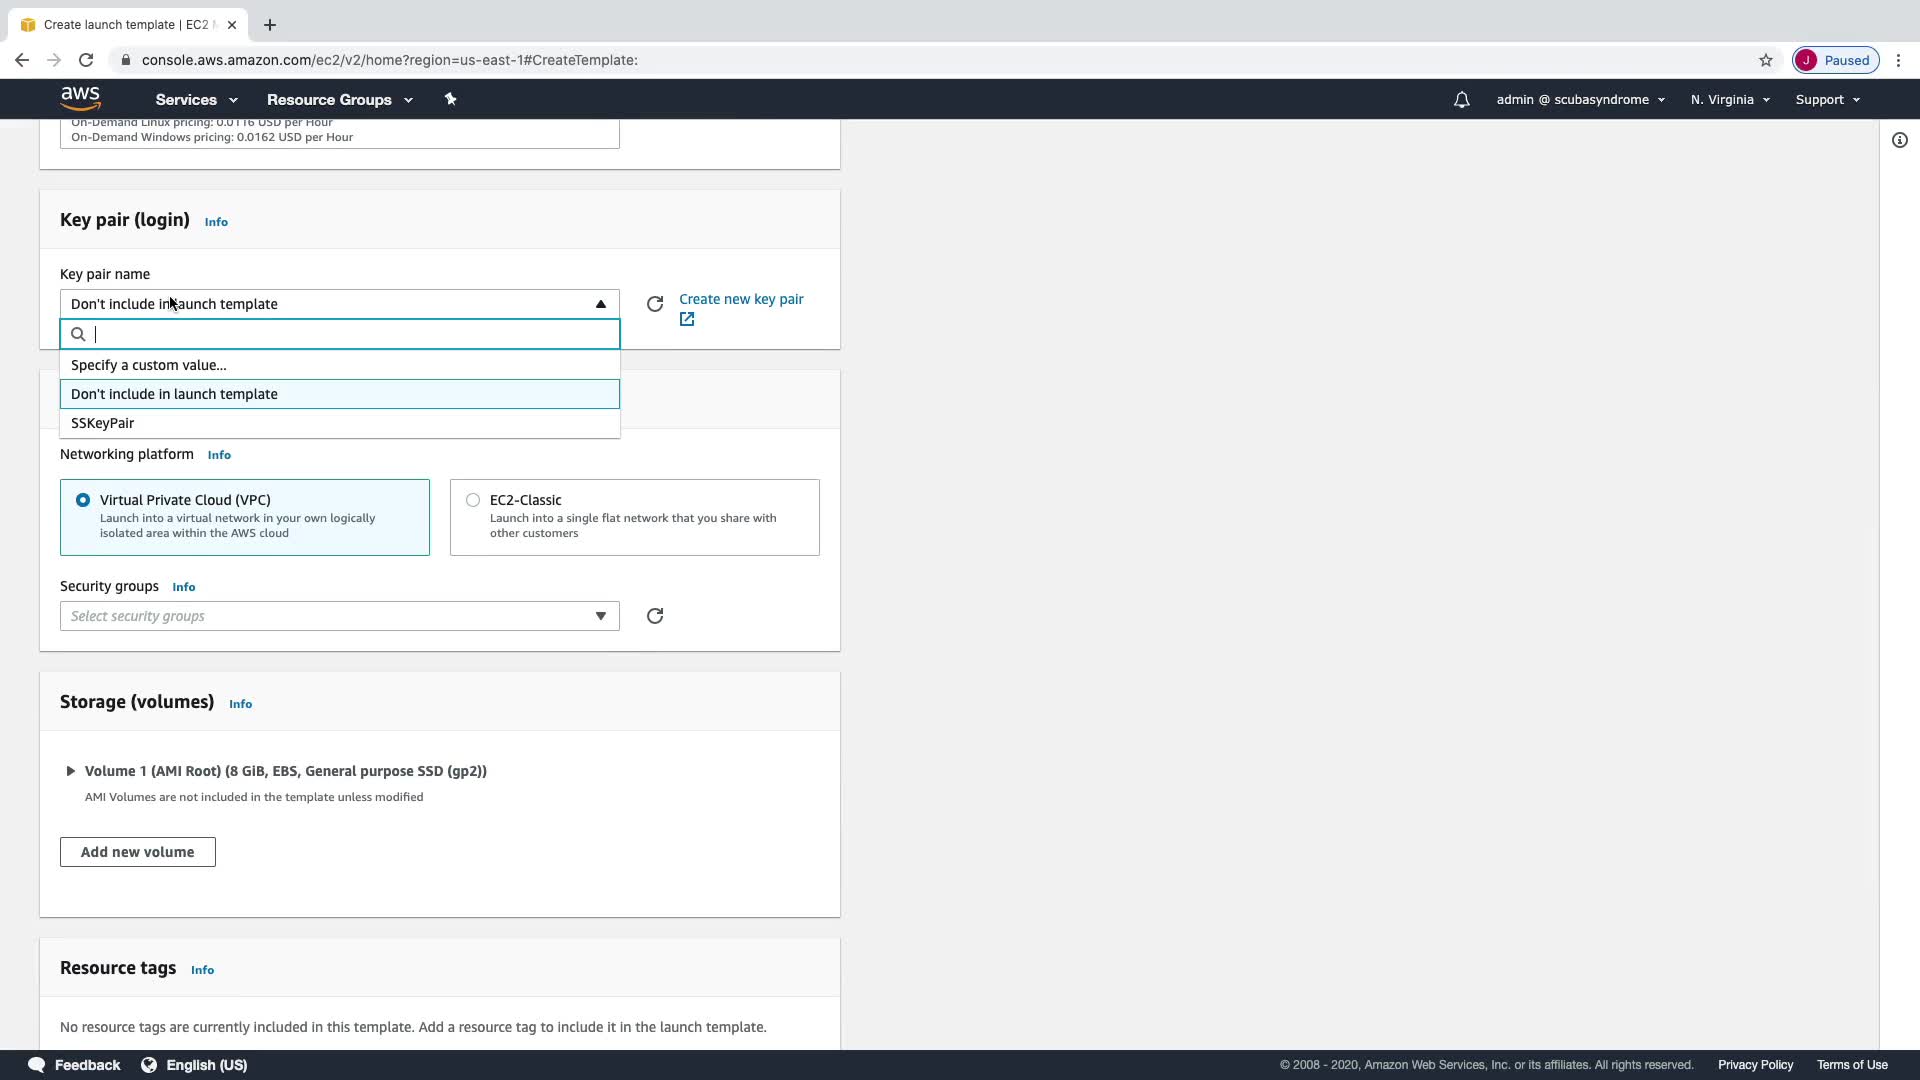 Create launch template | EC2 M
console.aws.amazon.com/ec2/v2/home?region=us-east-1#CreateTemplate:
J Paused
aws Services Resource Groups admin @ scubasyndrome N. Virginia Support
On-Demand Linux pricing: 0.0116 USD per Hour
On-Demand Windows pricing: 0.0162 USD per Hour
Key pair (login) Info
Key pair name
Don't include in launch template
Create new key pair
Specify a custom value...
Don't include in launch template
SSKeyPair
Networking platform Info
Virtual Private Cloud (VPC)
Launch into a virtual network in your own logically
isolated area within the AWS cloud
EC2-Classic
Launch into a single flat network that you share with
other customers
Security groups Info
Select security groups
Storage (volumes) Info
Volume 1 (AMI Root) (8 GiB, EBS, General purpose SSD (gp2))
AMI Volumes are not included in the template unless modified
Add new volume
Resource tags Info
No resource tags are currently included in this template. Add a resource tag to include it in the launch template.
Feedback English (US) © 2008 - 2020, Amazon Web Services, Inc. or its affiliates. All rights reserved. Privacy Policy Terms of Use